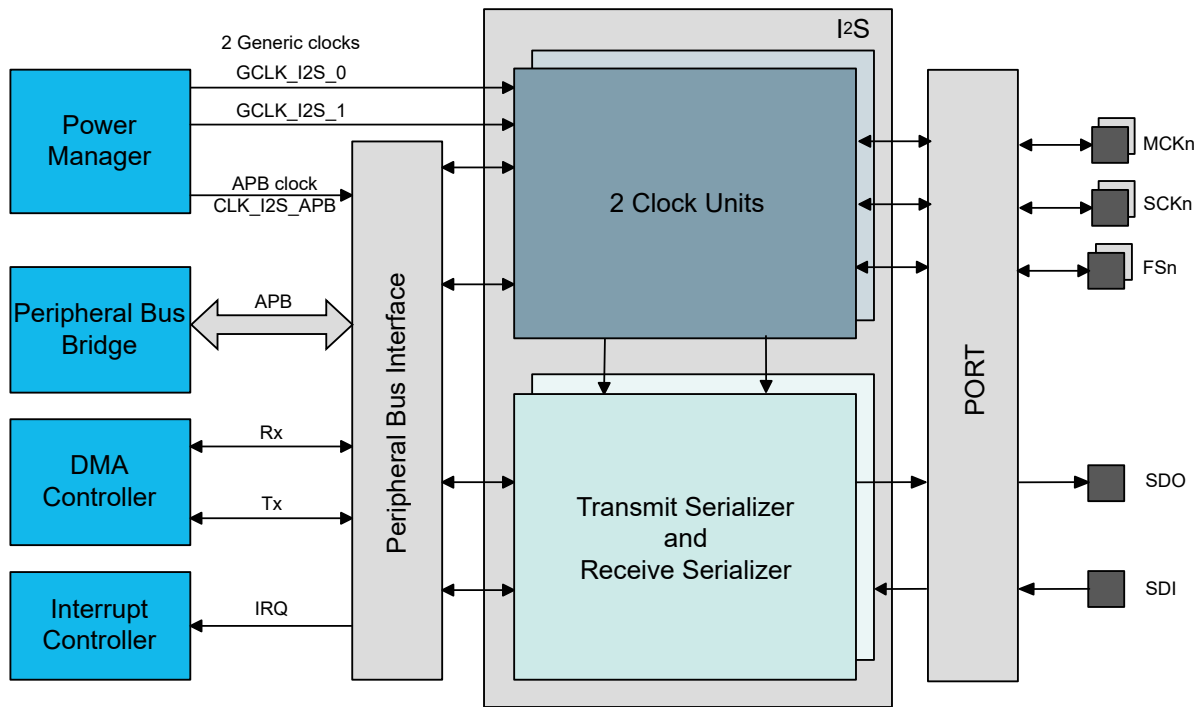 I²S
2 Generic clocks
GCLK_I2S_0
GCLK_I2S_1
Power
Manager
APB clock
CLK_I2S_APB
Peripheral Bus
Bridge
APB
DMA
Controller
Rx
Tx
Interrupt
Controller
IRQ
Peripheral Bus Interface
2 Clock Units
Transmit Serializer
and
Receive Serializer
PORT
MCKn
SCKn
FSn
SDO
SDI